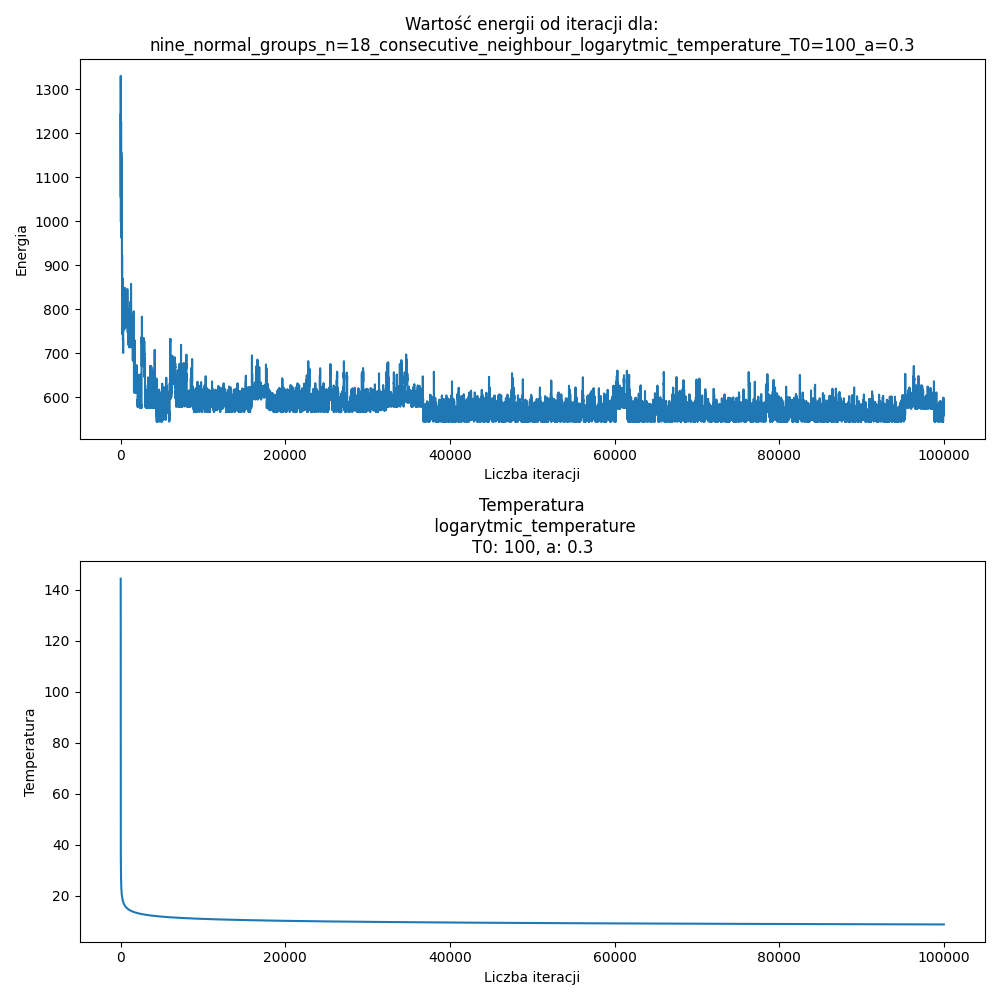 Wartość energii od iteracji dla:
nine_normal_groups_n=18_consecutive_neighbour_logarytmic_temperature_T0=100_a=0.3
1300
1200
1100
1000
900
800
700
600
Energia
0 20000 40000 60000 80000 100000
Liczba iteracji
Temperatura
logarytmic_temperature
T0: 100, a: 0.3
140
120
100
80
60
40
20
Temperatura
0 20000 40000 60000 80000 100000
Liczba iteracji